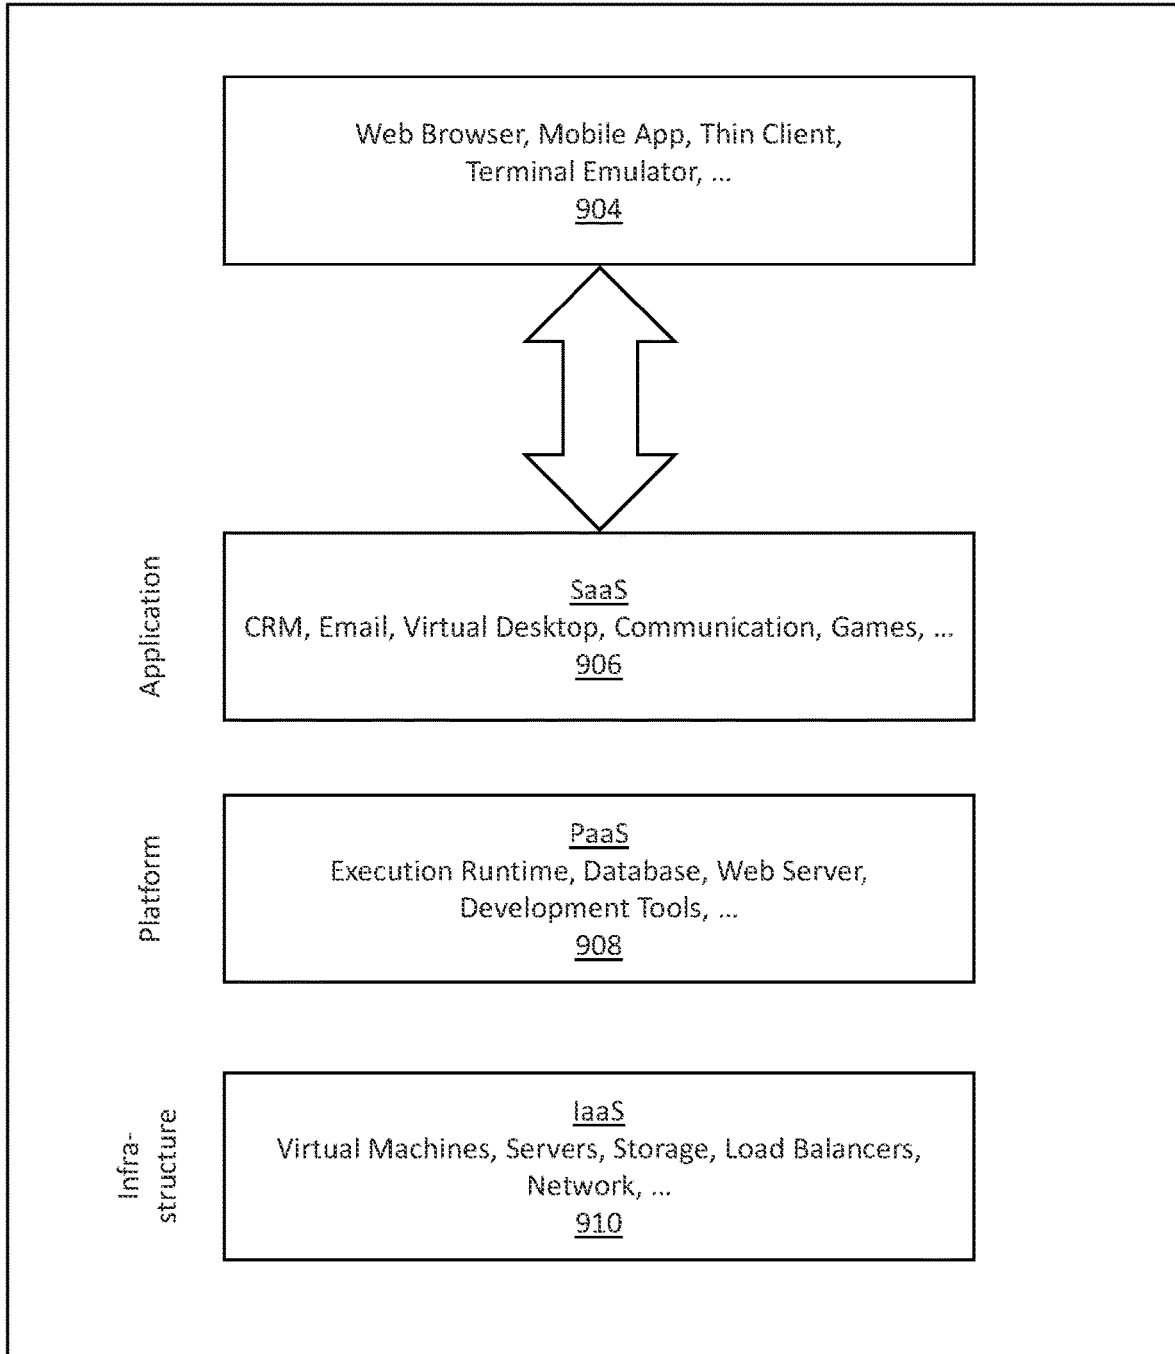 Web Browser, Mobile App, Thin Client,
Terminal Emulator, ...
904
Application
SaaS
CRM, Email, Virtual Desktop, Communication, Games, ...
906
Platform
PaaS
Execution Runtime, Database, Web Server,
Development Tools, ...
908
Infra-
structure
IaaS
Virtual Machines, Servers, Storage, Load Balancers,
Network, ...
910